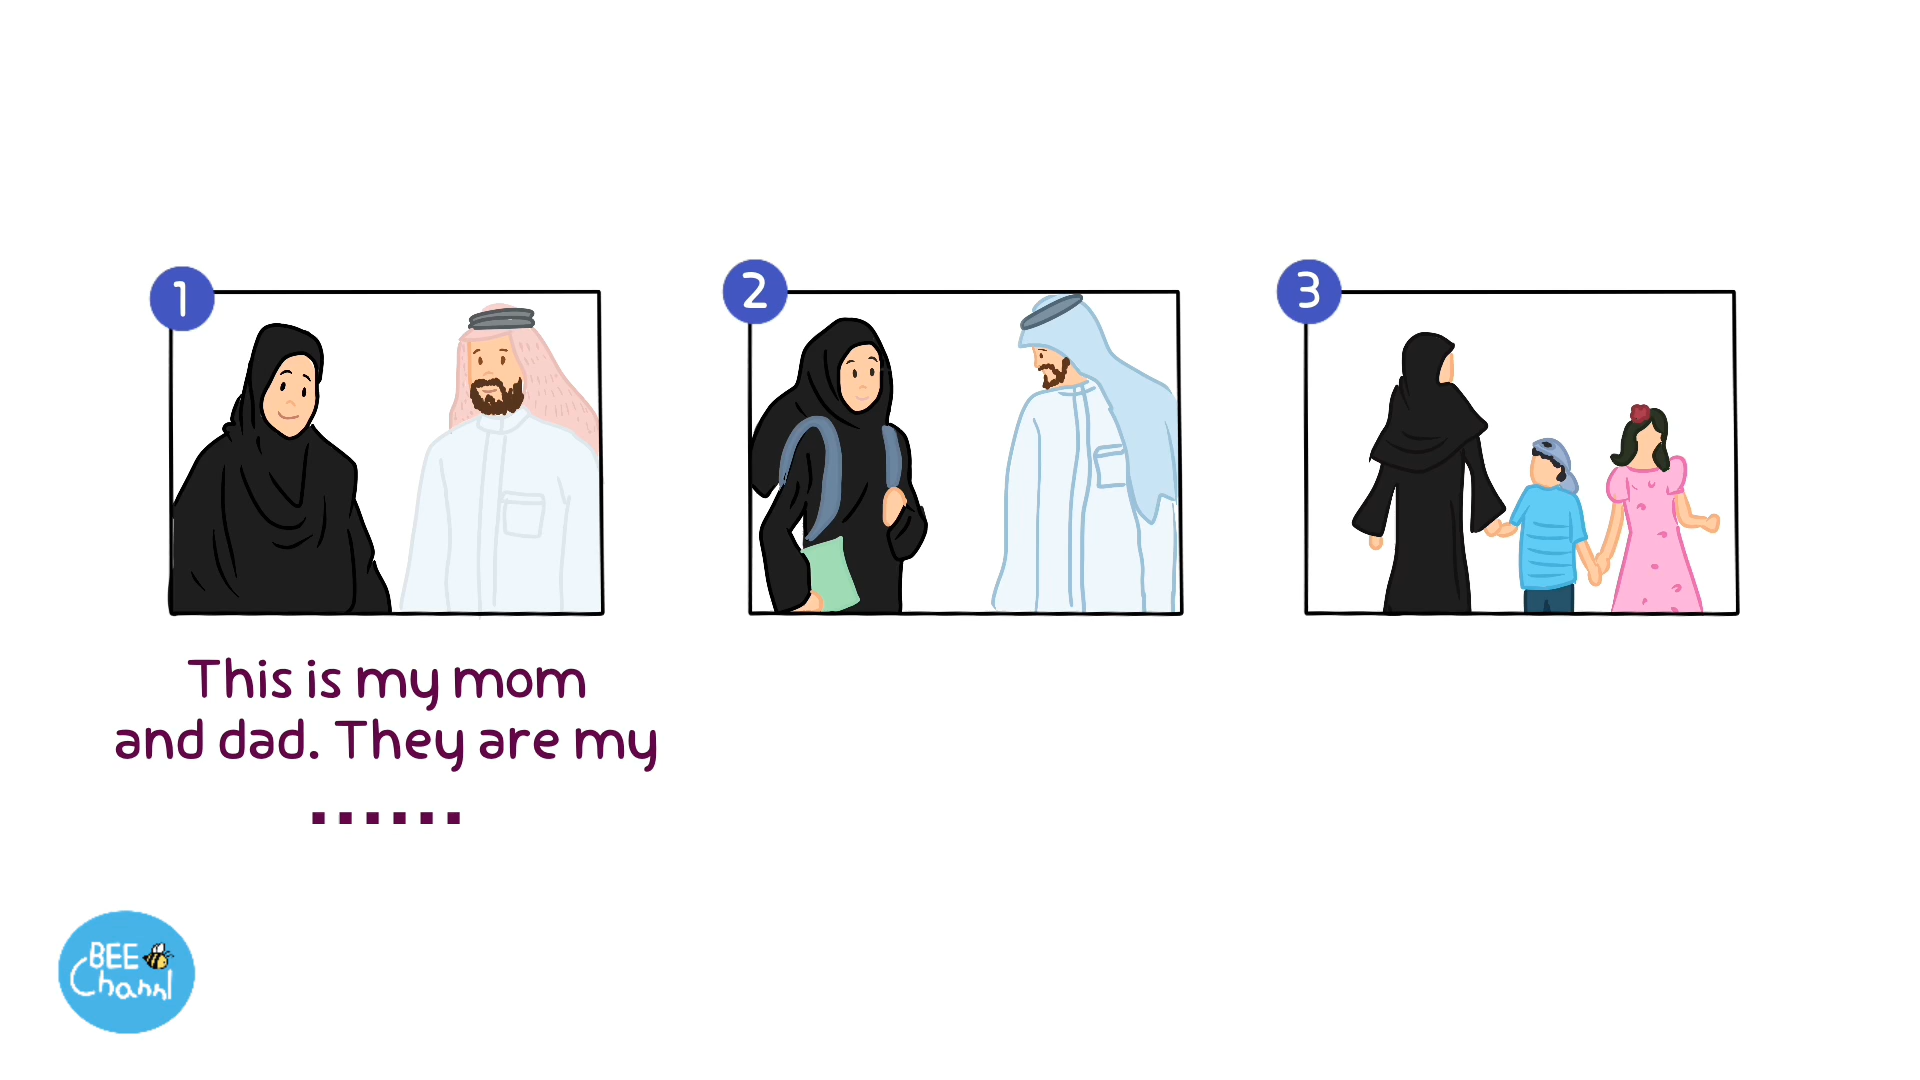 1
2
3
This is my mom
and dad. They are my
......
BEE
Channl